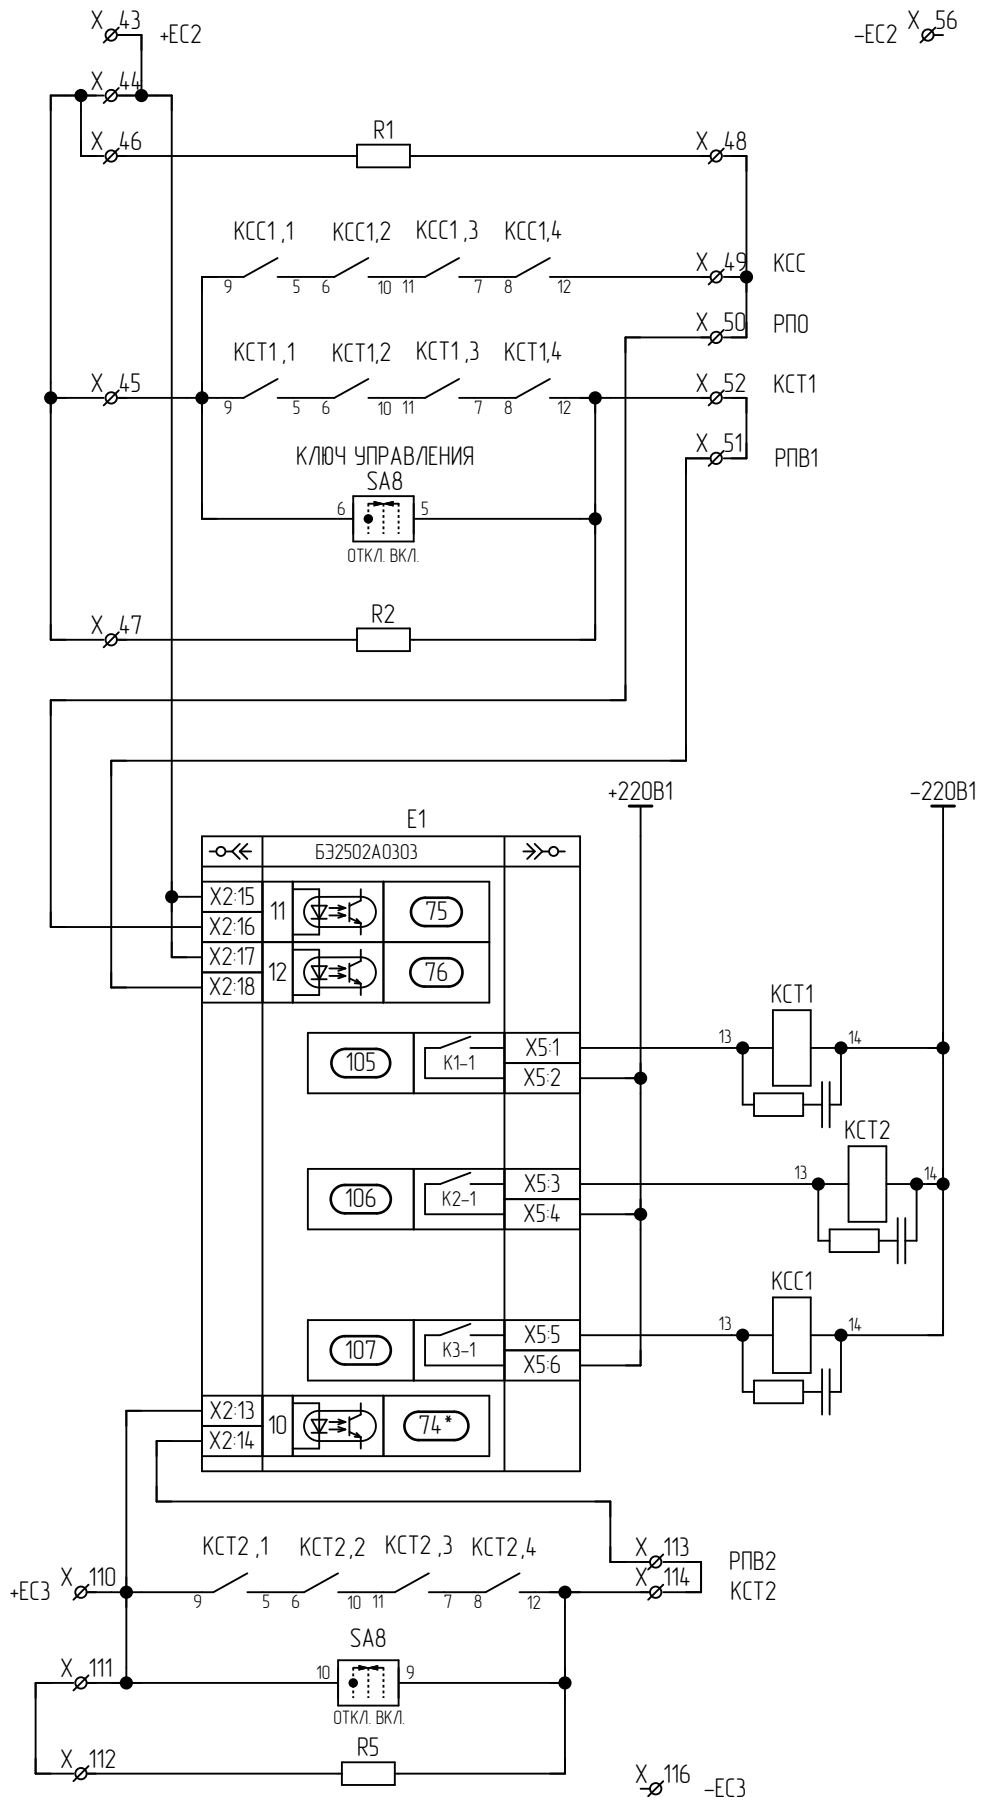 X 43 +EC2 -EC2 X 56
X 44
X 46 R1 X 48
КСС1,1 КСС1,2 КСС1,3 КСС1,4 X 49 КСС
9 5 6 10 11 7 8 12
X 50 РПО
КСТ1,1 КСТ1,2 КСТ1,3 КСТ1,4
X 45 X 52 КСТ1
9 5 6 10 11 7 8 12
X 51 РПВ1
КЛЮЧ УПРАВЛЕНИЯ
SA8
6 5
ОТКЛ. ВКЛ.
X 47 R2
+220В1 -220В1
E1
БЭ2502А0303
X2:15
11 75
X2:16
X2:17
12 76
X2:18
КСТ1
105 К1-1 X5:1 13 14
X5:2
КСТ2
106 К2-1 X5:3 13 14
X5:4
КСС1
107 К3-1 X5:5 13 14
X5:6
X2:13
10 74*
X2:14
КСТ2,1 КСТ2,2 КСТ2,3 КСТ2,4 X 113 РПВ2
+EC3 X 110 X 114 КСТ2
9 5 6 10 11 7 8 12
SA8
X 111 10 9
ОТКЛ. ВКЛ.
X 112 R5
X 116 -EC3